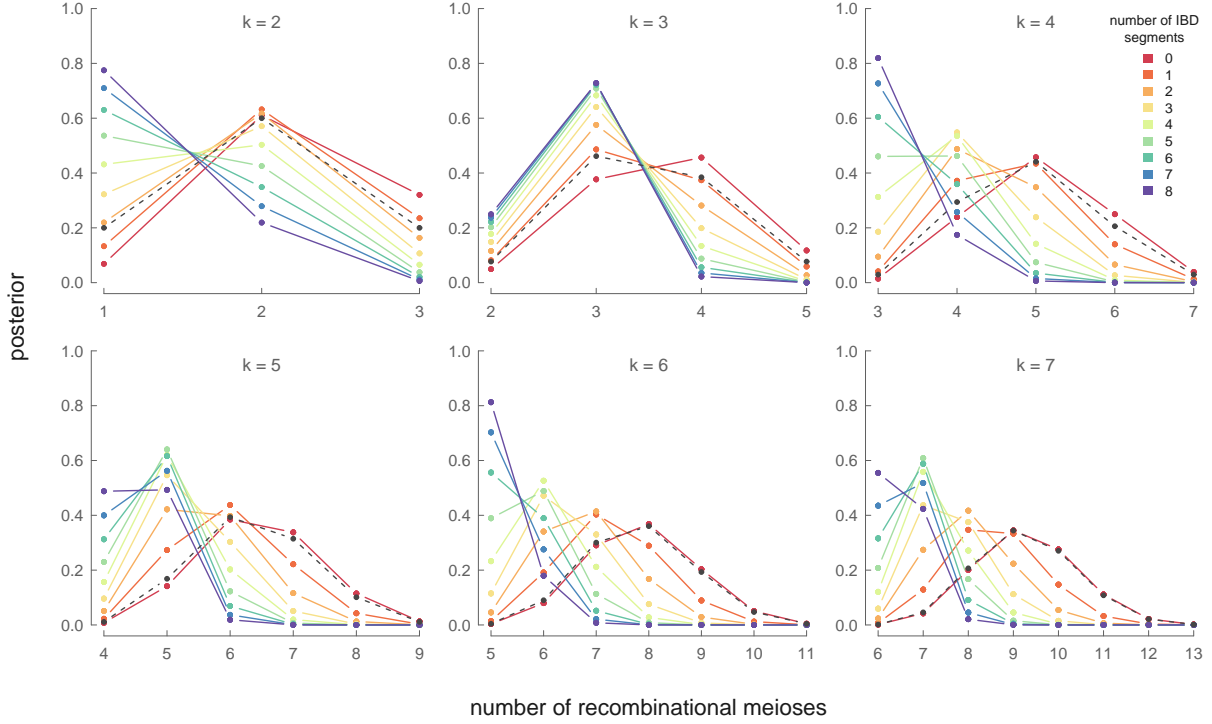 k = 2
1.0
0.8
0.6
0.4
0.2
0.0
1 2 3
k = 3
1.0
0.8
0.6
0.4
0.2
0.0
2 3 4 5
k = 4
1.0
0.8
0.6
0.4
0.2
0.0
3 4 5 6 7
number of IBD
segments
0
1
2
3
4
5
6
7
8
posterior
k = 5
1.0
0.8
0.6
0.4
0.2
0.0
4 5 6 7 8 9
k = 6
1.0
0.8
0.6
0.4
0.2
0.0
5 6 7 8 9 10 11
k = 7
1.0
0.8
0.6
0.4
0.2
0.0
6 7 8 9 10 11 12 13
number of recombinational meioses